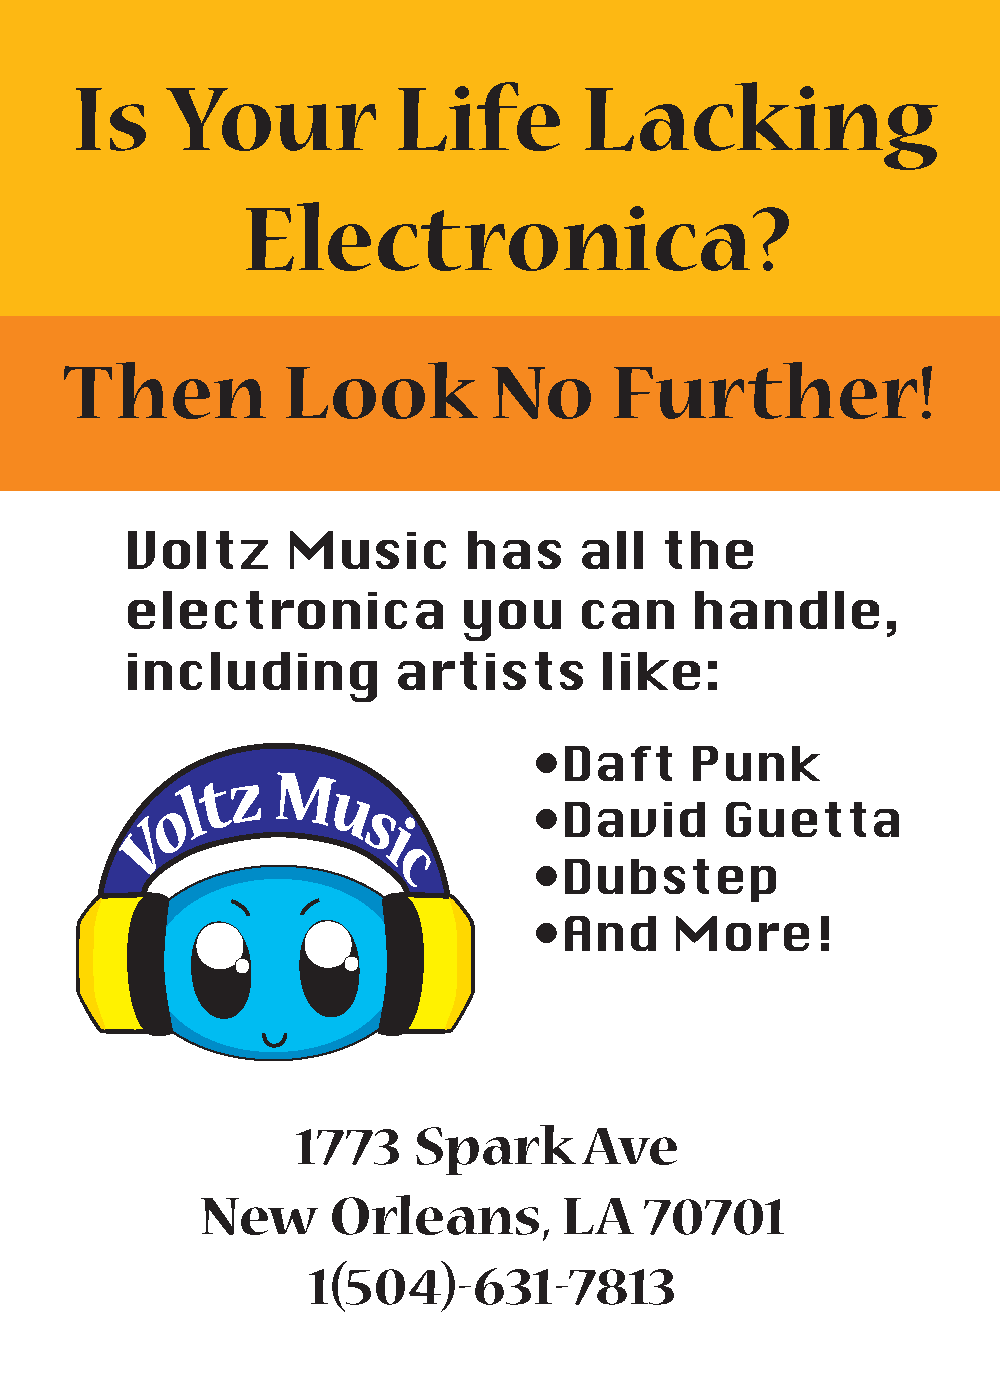 Is Your Life Lacking
Electronica?
Then Look No Further!
Voltz Music has all the
electronica you can handle,
including artists like:
Voltz Music
•Daft Punk
•David Guetta
•Dubstep
•And More!
1773 Spark Ave
New Orleans, LA 70701
1(504)-631-7813